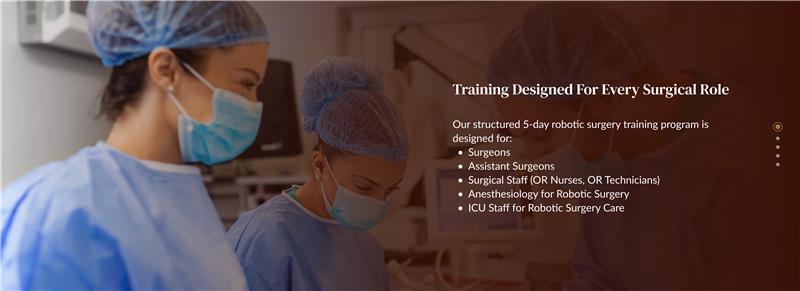 Training Designed For Every Surgical Role
Our structured 5-day robotic surgery training program is
designed for:
• Surgeons
• Assistant Surgeons
• Surgical Staff (OR Nurses, OR Technicians)
• Anesthesiology for Robotic Surgery
• ICU Staff for Robotic Surgery Care